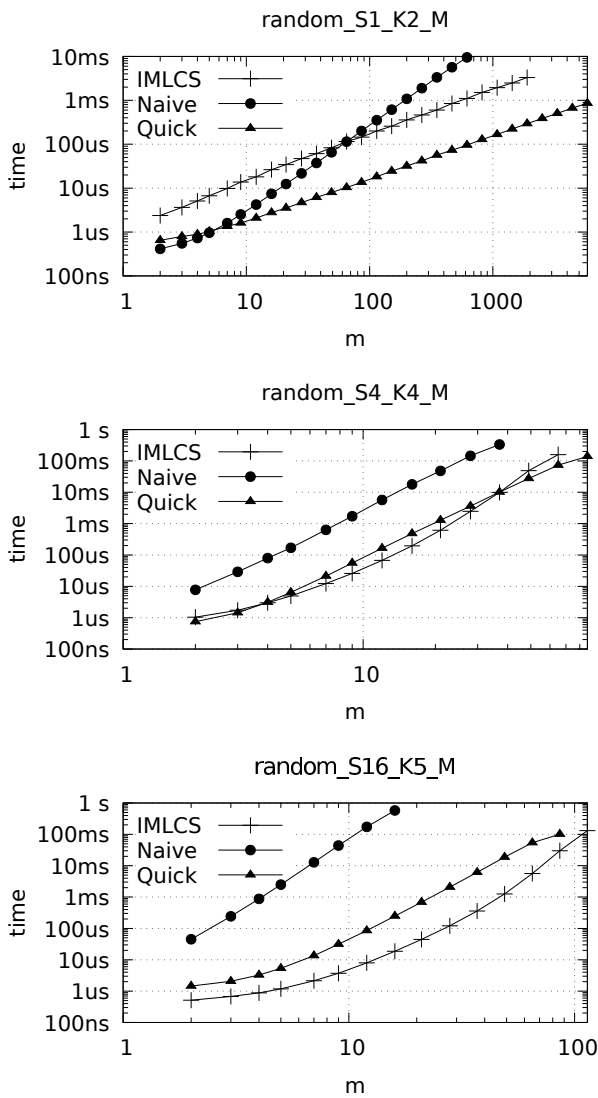 random_S1_K2_M
10ms
1ms
100us
10us
1us
100ns
time
IMLCS
Naive
Quick
1
10
100
1000
m
random_S4_K4_M
1 s
100ms
10ms
1ms
100us
10us
1us
100ns
time
IMLCS
Naive
Quick
1
10
m
random_S16_K5_M
1 s
100ms
10ms
1ms
100us
10us
1us
100ns
time
IMLCS
Naive
Quick
1
10
100
m